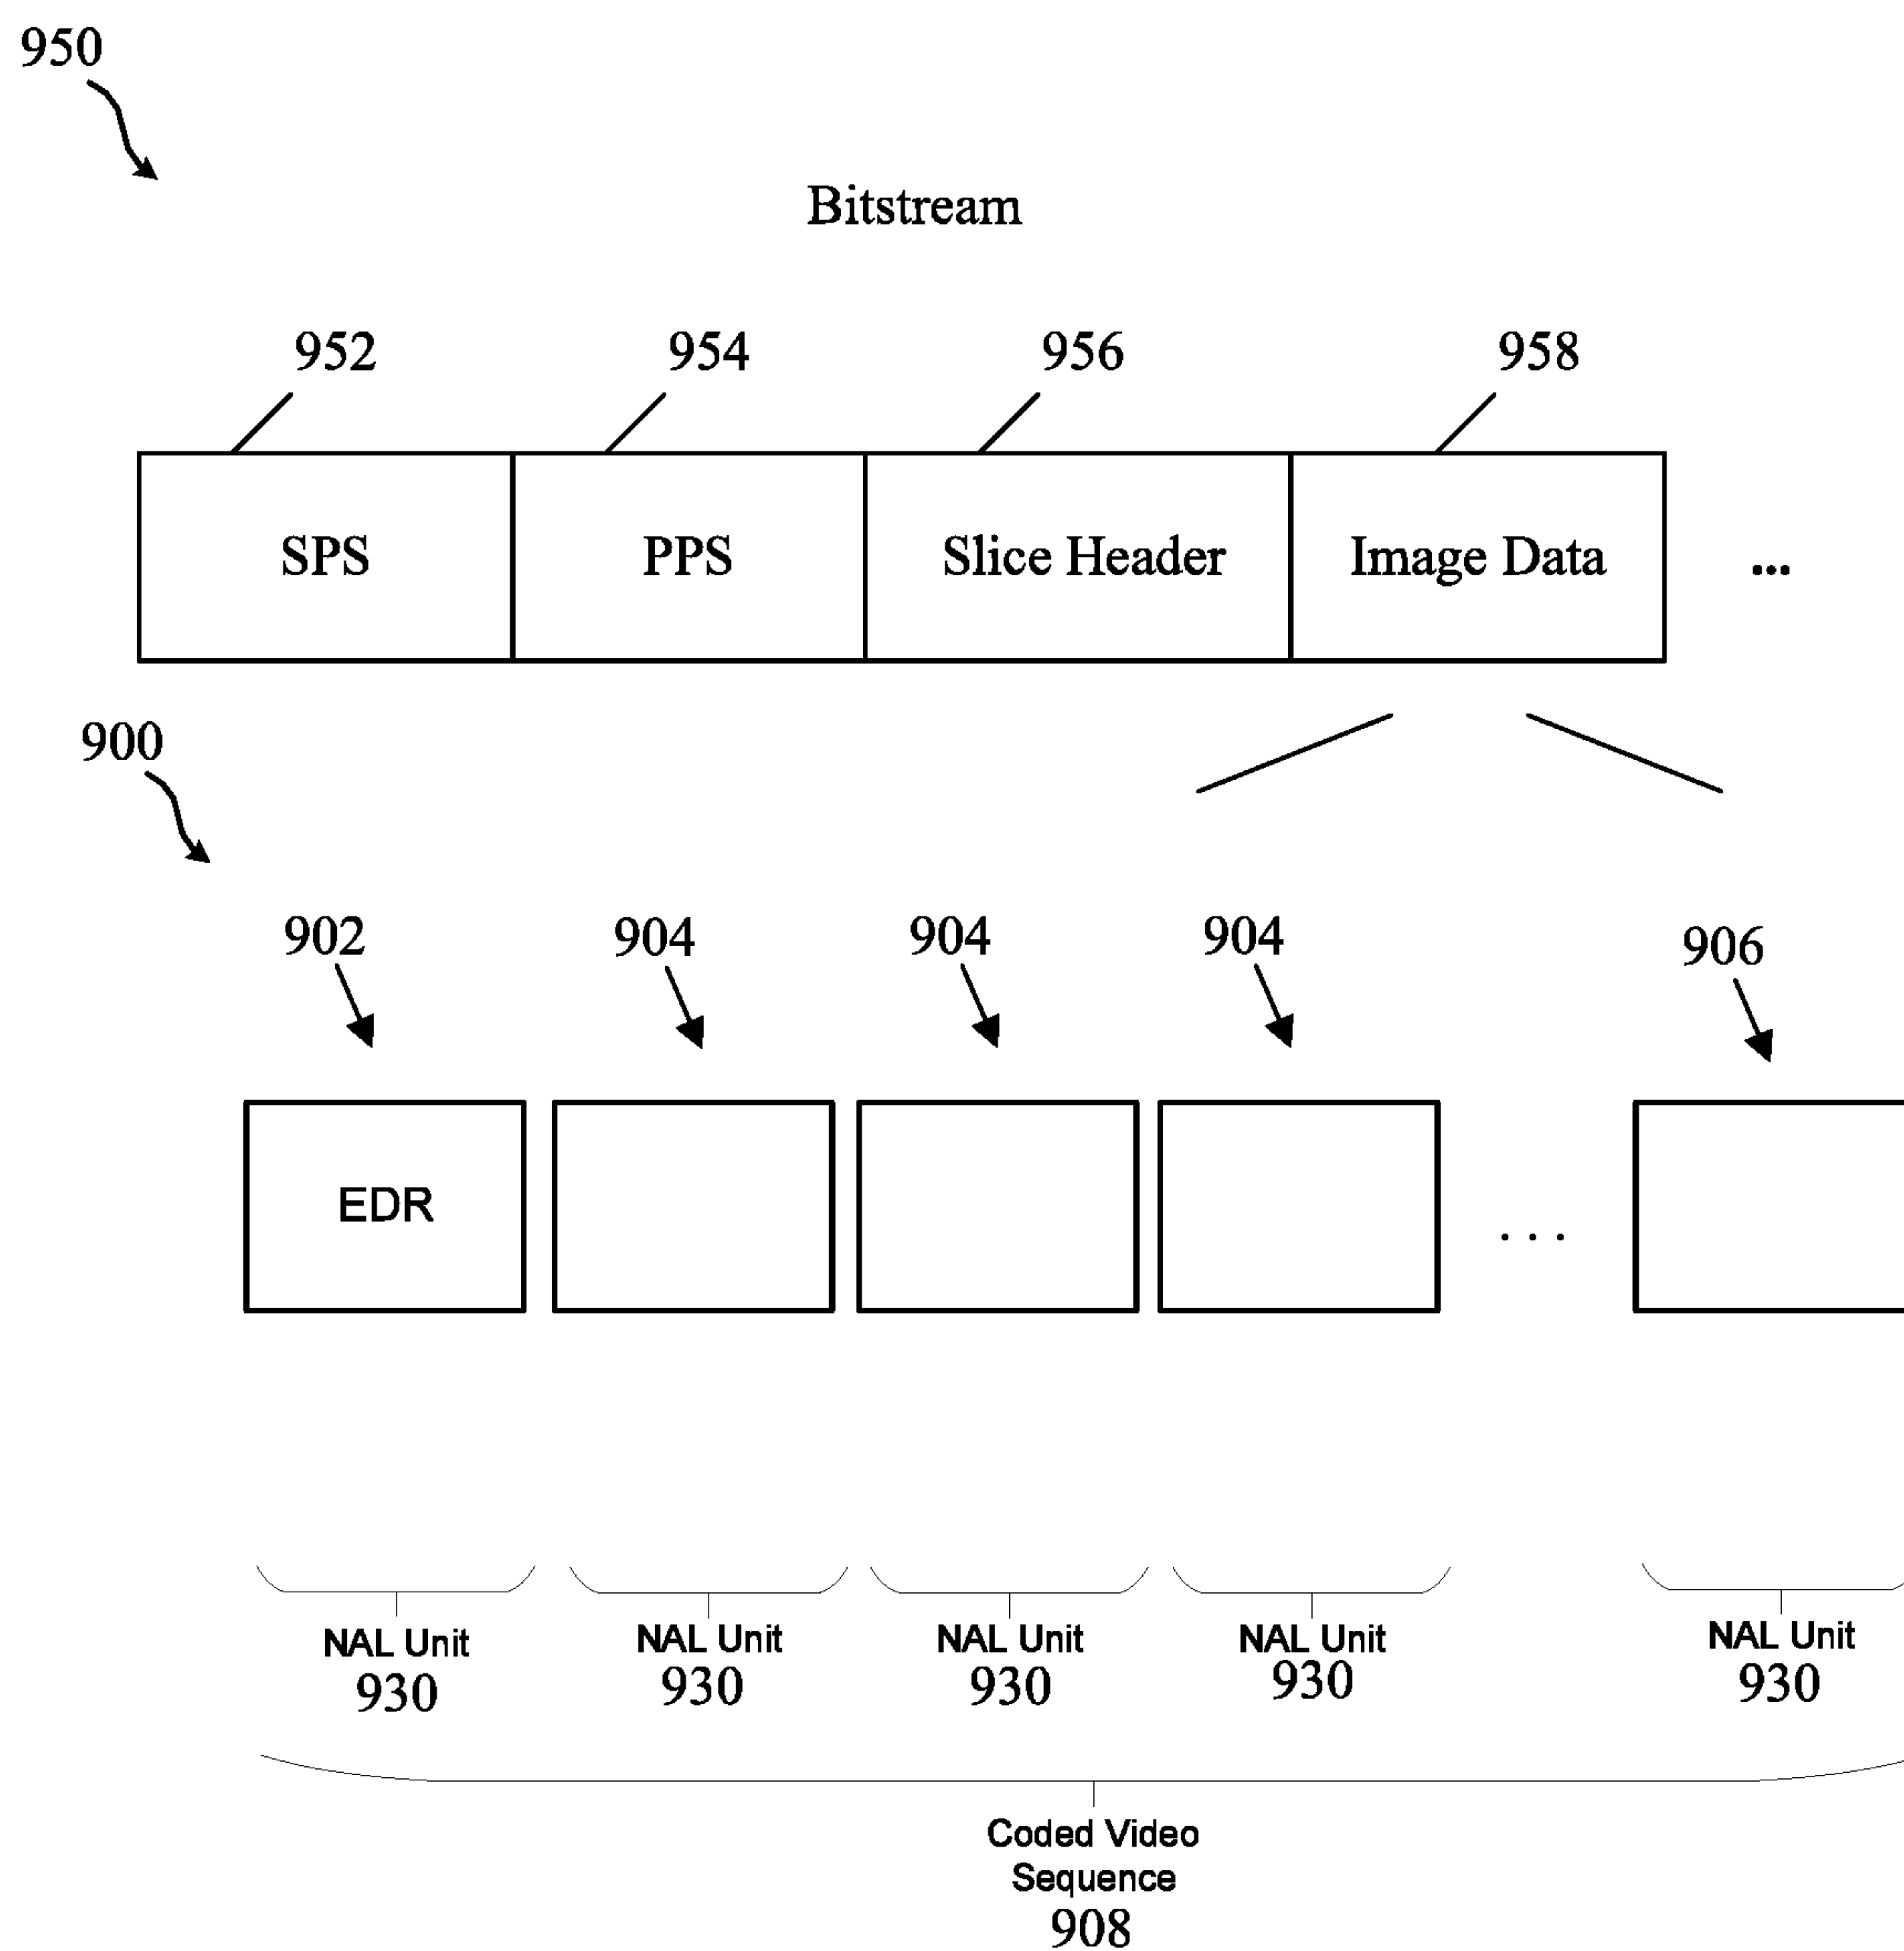 950
Bitstream
952 954 956 958
SPS PPS Slice Header Image Data ...
900
902 904 904 904 906
EDR ...
NAL Unit NAL Unit NAL Unit NAL Unit NAL Unit
930 930 930 930 930
Coded Video
Sequence
908